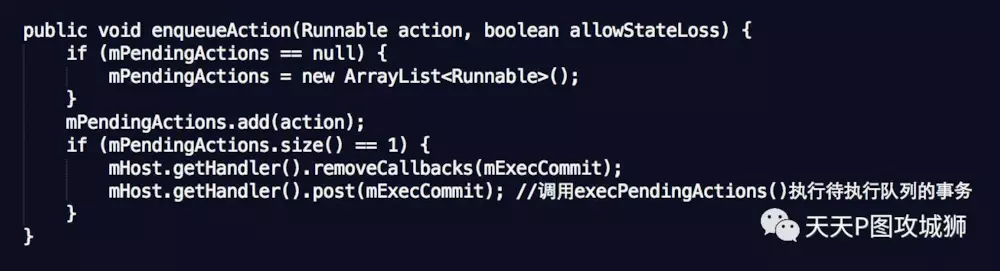 public void enqueueAction(Runnable action, boolean allowStateLoss) {
    if (mPendingActions == null) {
        mPendingActions = new ArrayList<Runnable>();
    }
    mPendingActions.add(action);
    if (mPendingActions.size() == 1) {
        mHost.getHandler().removeCallbacks(mExecCommit);
        mHost.getHandler().post(mExecCommit); //调用execPendingActions()执行待执行队列的事务
    }
}
天天P图攻城狮